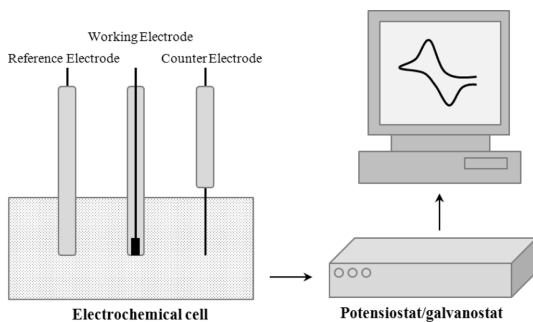 Working Electrode
Reference Electrode
Counter Electrode
Electrochemical cell
Potensiostat/galvanostat